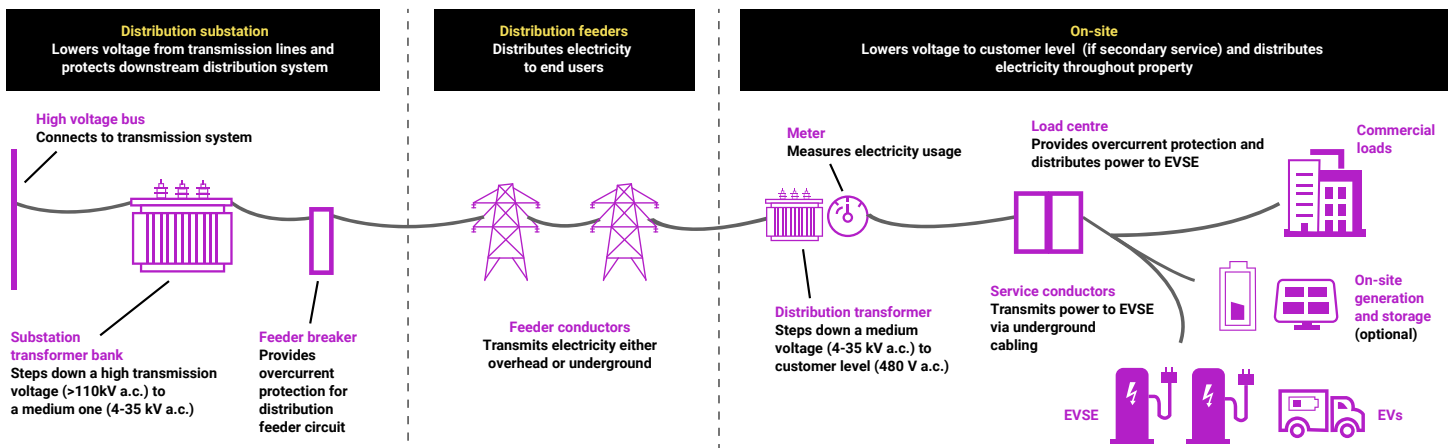 Distribution substation
Lowers voltage from transmission lines and
protects downstream distribution system
Distribution feeders
Distributes electricity
to end users
On-site
Lowers voltage to customer level (if secondary service) and distributes
electricity throughout property
High voltage bus
Connects to transmission system
Meter
Measures electricity usage
Load centre
Provides overcurrent protection and
distributes power to EVSE
Commercial
loads
Substation
transformer bank
Steps down a high transmission
voltage (>110kV a.c.) to
a medium one (4-35 kV a.c.)
Feeder breaker
Provides
overcurrent
protection for
distribution
feeder circuit
Feeder conductors
Transmits electricity either
overhead or underground
Distribution transformer
Steps down a medium
voltage (4-35 kV a.c.) to
customer level (480 V a.c.)
Service conductors
Transmits power to EVSE
via underground
cabling
On-site
generation
and storage
(optional)
EVSE
EVs